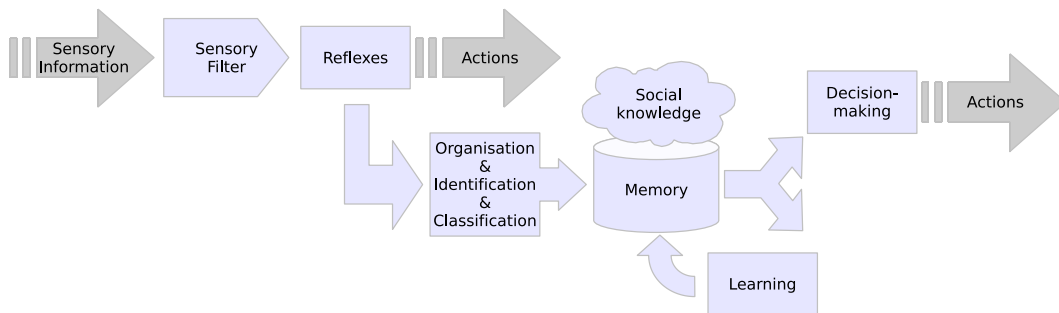 Sensory
Information
Sensory
Filter
Reflexes
Actions
Social
knowledge
Decision-
making
Actions
Organisation
&
Identification
&
Classification
Memory
Learning